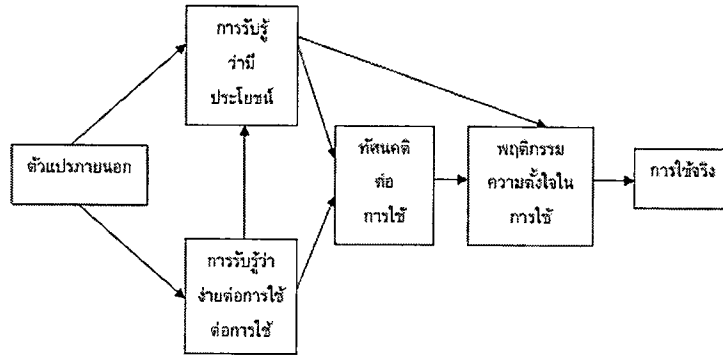 การรับรู้
ว่ามี
ประโยชน์
ตัวแปรภายนอก
ทัศนคติ
ต่อ
การใช้
พฤติกรรม
ความตั้งใจใน
การใช้
การใช้จริง
การรับรู้ว่า
ง่ายต่อการใช้
ต่อการใช้